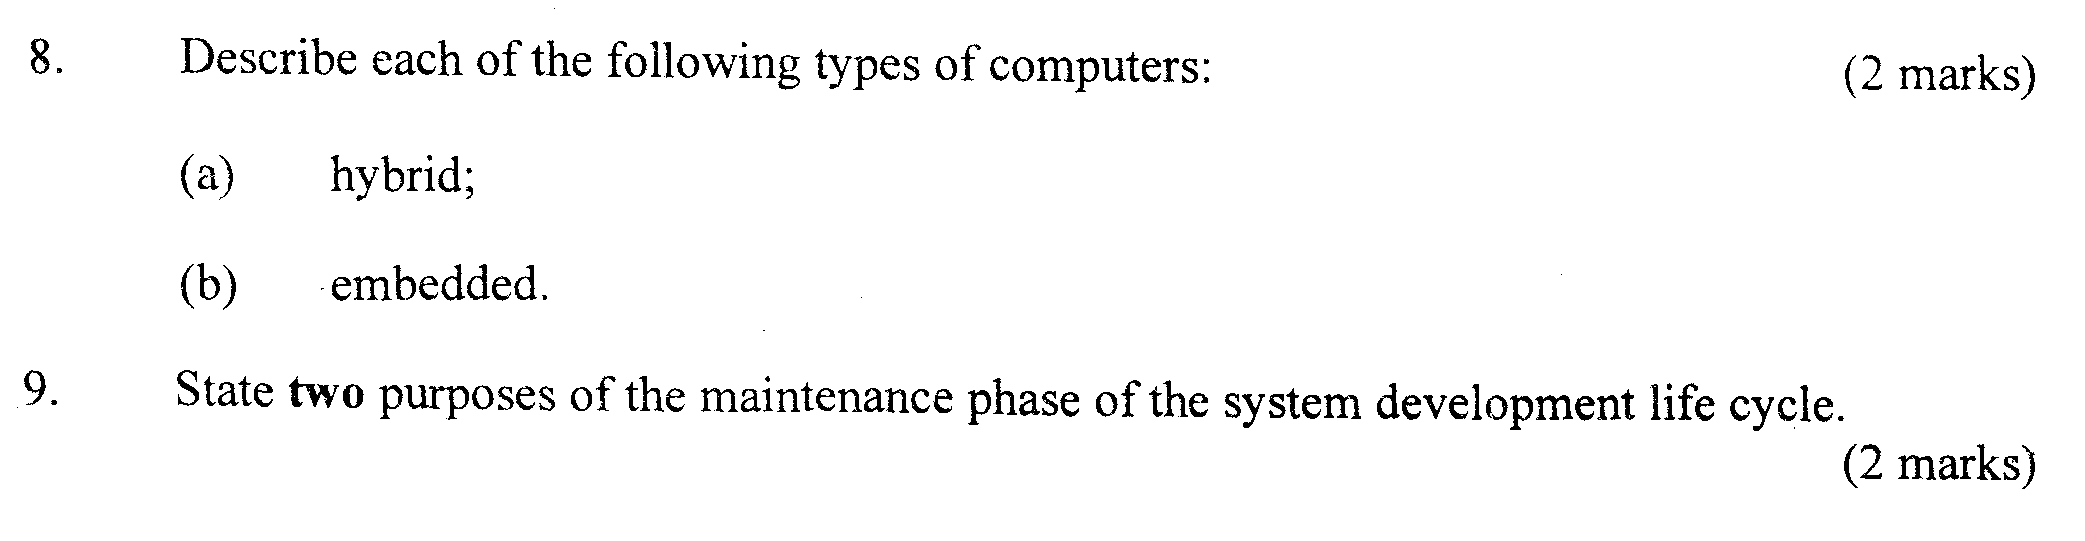 8. Describe each of the following types of computers: (2 marks)
(a) hybrid;
(b) embedded.
9. State two purposes of the maintenance phase of the system development life cycle.
(2 marks)